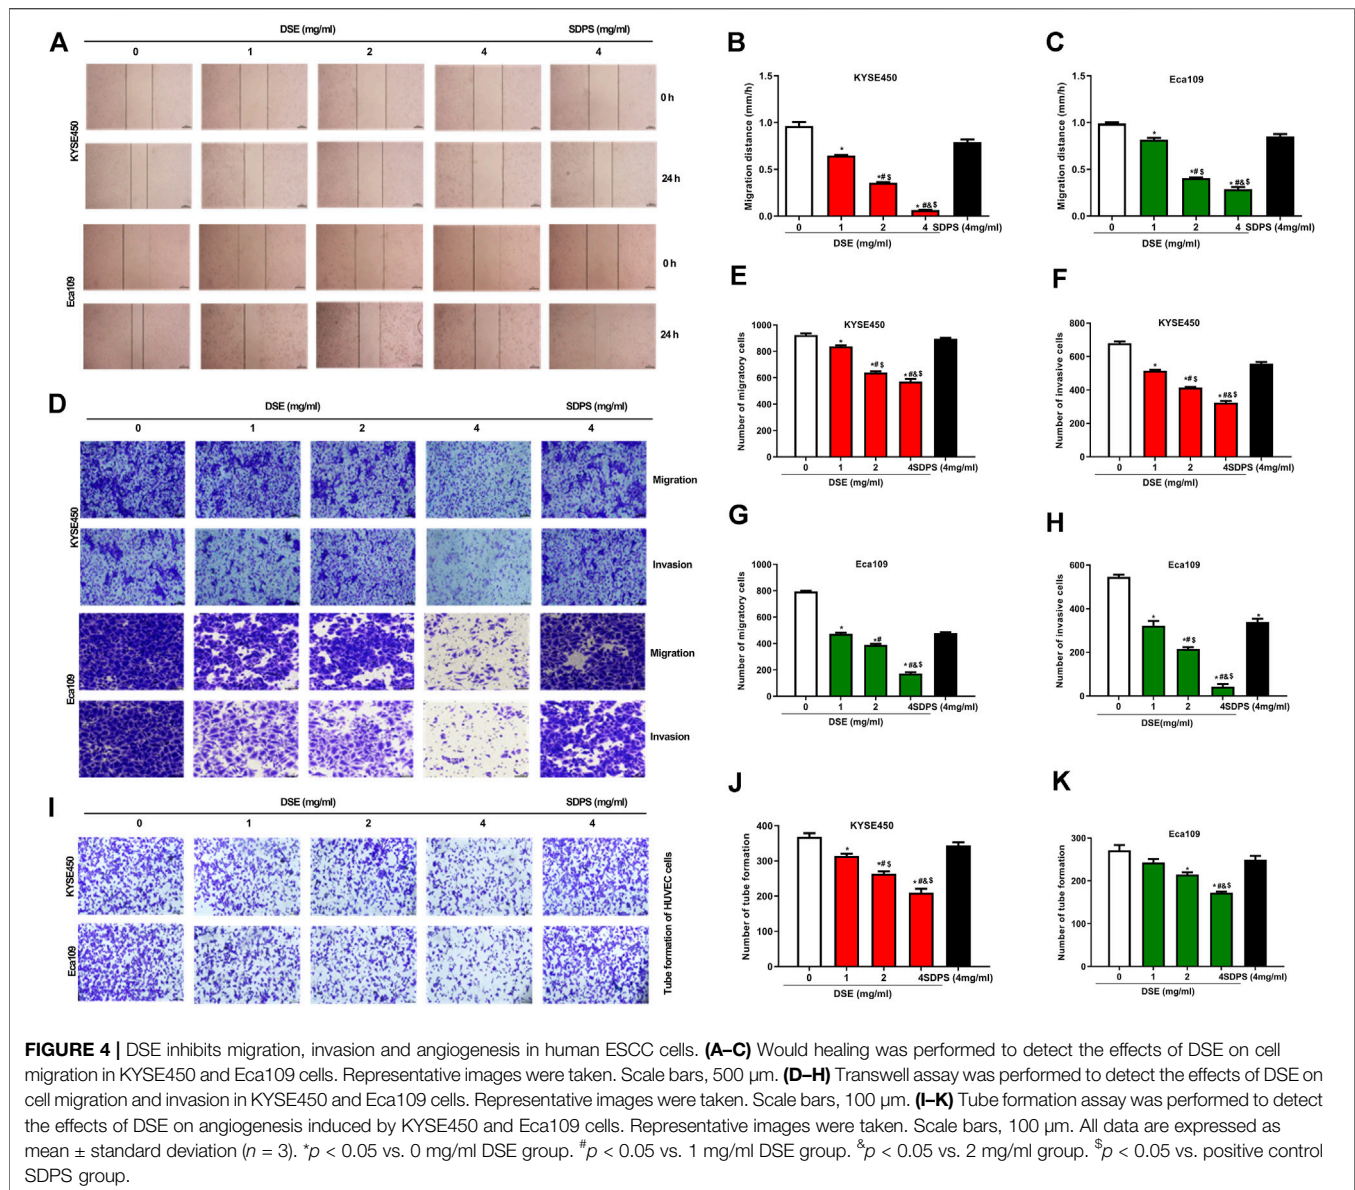 A
DSE (mg/ml)
SDPS (mg/ml)
0 1 2 4 4
KYSE450
0 h
24 h
Eca109
0 h
24 h
B
KYSE450
Migration distance (mm/h)
1.5
1.0
0.5
0.0
* *# $ * #& $
0 1 2 4 SDPS (4mg/ml)
DSE (mg/ml)
C
Eca109
Migration distance (mm/h)
1.5
1.0
0.5
0.0
* *# $ * #& $
0 1 2 4 SDPS (4mg/ml)
DSE (mg/ml)
D
DSE (mg/ml)
SDPS (mg/ml)
0 1 2 4 4
KYSE450
Migration
Invasion
Eca109
Migration
Invasion
E
KYSE450
Number of migratory cells
1000
800
600
400
200
0
* *# $ * #& $
0 1 2 4SDPS (4mg/ml)
DSE (mg/ml)
F
KYSE450
Number of invasive cells
800
600
400
200
0
* *# $ * #& $
0 1 2 4SDPS (4mg/ml)
DSE (mg/ml)
G
Eca109
Number of migratory cells
1000
800
600
400
200
0
* *# * #& $
0 1 2 4SDPS (4mg/ml)
DSE (mg/ml)
H
Eca109
Number of invasive cells
600
400
200
0
* *# $ * #& $ *
0 1 2 4SDPS (4mg/ml)
DSE(mg/ml)
I
DSE (mg/ml)
SDPS (mg/ml)
0 1 2 4 4
KYSE450
Eca109
Tube formation of HUVEC cells
J
KYSE450
Number of tube formation
400
300
200
100
0
* *# $ * #& $
0 1 2 4SDPS (4mg/ml)
DSE (mg/ml)
K
Eca109
Number of tube formation
300
200
100
0
* * #& $
0 1 2 4SDPS (4mg/ml)
DSE (mg/ml)
FIGURE 4 | DSE inhibits migration, invasion and angiogenesis in human ESCC cells. (A–C) Would healing was performed to detect the effects of DSE on cell
migration in KYSE450 and Eca109 cells. Representative images were taken. Scale bars, 500 μm. (D–H) Transwell assay was performed to detect the effects of DSE on
cell migration and invasion in KYSE450 and Eca109 cells. Representative images were taken. Scale bars, 100 μm. (I–K) Tube formation assay was performed to detect
the effects of DSE on angiogenesis induced by KYSE450 and Eca109 cells. Representative images were taken. Scale bars, 100 μm. All data are expressed as
mean ± standard deviation (n = 3). *p < 0.05 vs. 0 mg/ml DSE group. #p < 0.05 vs. 1 mg/ml DSE group. &p < 0.05 vs. 2 mg/ml group. $p < 0.05 vs. positive control
SDPS group.